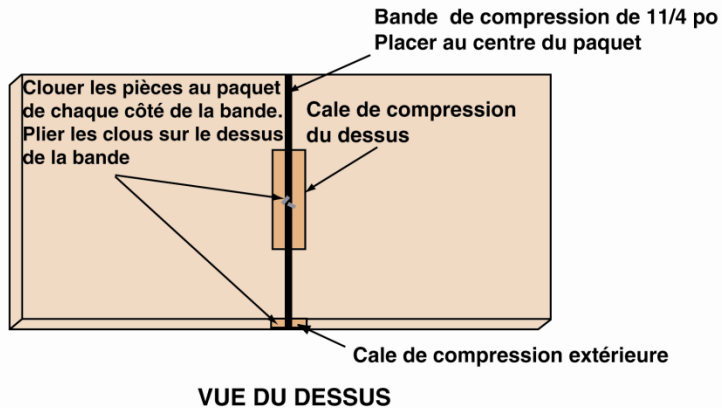 Bande de compression de 11/4 po
Placer au centre du paquet
Clouer les pièces au paquet
de chaque côté de la bande.
Plier les clous sur le dessus
de la bande
Cale de compression
du dessus
Cale de compression extérieure
VUE DU DESSUS